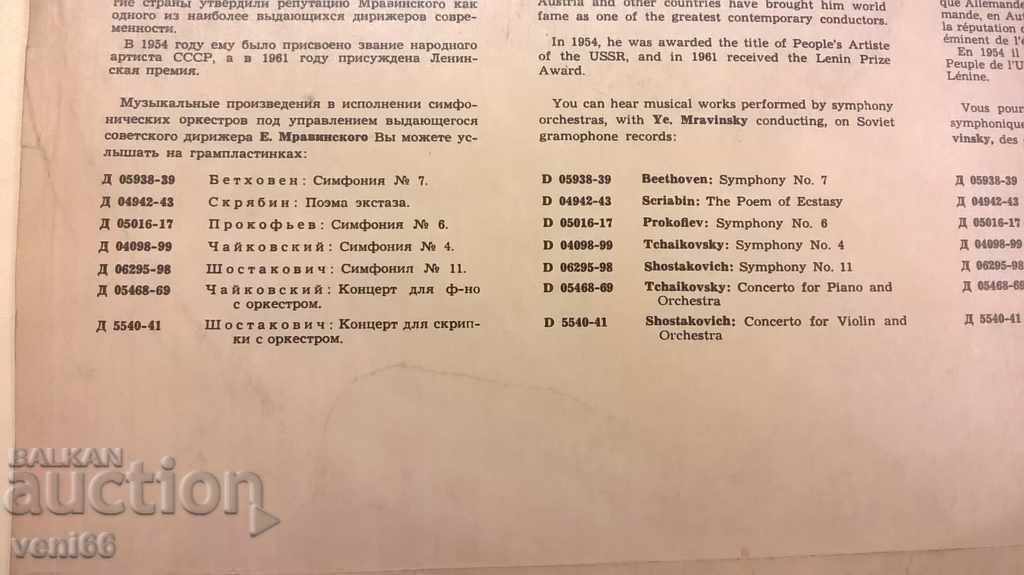 гие страны утвердили репутацию Мравинского как
одного из наиболее выдающихся дирижеров совре-
менности.
В 1954 году ему было присвоено звание народного
артиста СССР, а в 1961 году присуждена Ленин-
ская премия.
Музыкальные произведения в исполнении симфо-
нических оркестров под управлением выдающегося
советского дирижера Е. Мравинского Вы можете ус-
лышать на грампластинках:
Д 05938-39 Бетховен: Симфония № 7.
Д 04942-43 Скрябин: Поэма экстаза.
Д 05016-17 Прокофьев: Симфония № 6.
Д 04098-99 Чайковский: Симфония № 4.
Д 06295-98 Шостакович: Симфония № 11.
Д 05468-69 Чайковский: Концерт для ф-но
с оркестром.
Д 5540-41 Шостакович: Концерт для скрип-
ки с оркестром.
Austria and other countries have brought him world
fame as one of the greatest contemporary conductors.
In 1954, he was awarded the title of People's Artiste
of the USSR, and in 1961 received the Lenin Prize
Award.
You can hear musical works performed by symphony
orchestras, with Ye. Mravinsky conducting, on Soviet
gramophone records:
D 05938-39 Beethoven: Symphony No. 7
D 04942-43 Scriabin: The Poem of Ecstasy
D 05016-17 Prokofiev: Symphony No. 6
D 04098-99 Tchaikovsky: Symphony No. 4
D 06295-98 Shostakovich: Symphony No. 11
D 05468-69 Tchaikovsky: Concerto for Piano and
Orchestra
D 5540-41 Shostakovich: Concerto for Violin and
Orchestra
que Allemande
mande, en Aut
la réputation d
éminent de l'é
En 1954 il
Peuple de l'U
Lénine.
Vous pour
symphonique
vinsky, des
Д 05938-39
Д 04942-43
Д 05016-17
Д 04098-99
Д 06295-98
Д 05468-69
Д 5540-41
BALKAN
auction
veni66